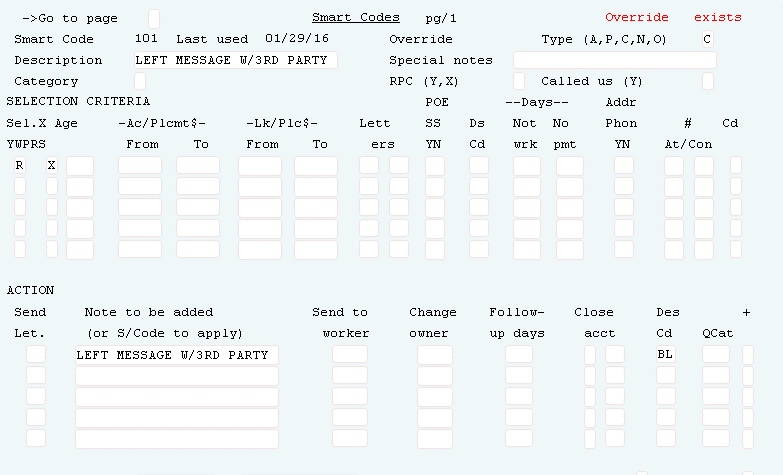 ->Go to page Smart Codes pg/1 Override exists
Smart Code 101 Last used 01/29/16 Override Type (A,P,C,N,O) C
Description LEFT MESSAGE W/3RD PARTY Special notes
Category RPC (Y,X) Called us (Y)
SELECTION CRITERIA POE --Days-- Addr
Sel.X Age -Ac/Plcmt$- -Lk/Plc$- Lett SS Ds Not No Phon # Cd
YWPRS From To From To ers YN Cd wrk pmt YN At/Con
R X
ACTION
Send Note to be added Send to Change Follow- Close Des +
Let. (or S/Code to apply) worker owner up days acct Cd QCat
LEFT MESSAGE W/3RD PARTY BL